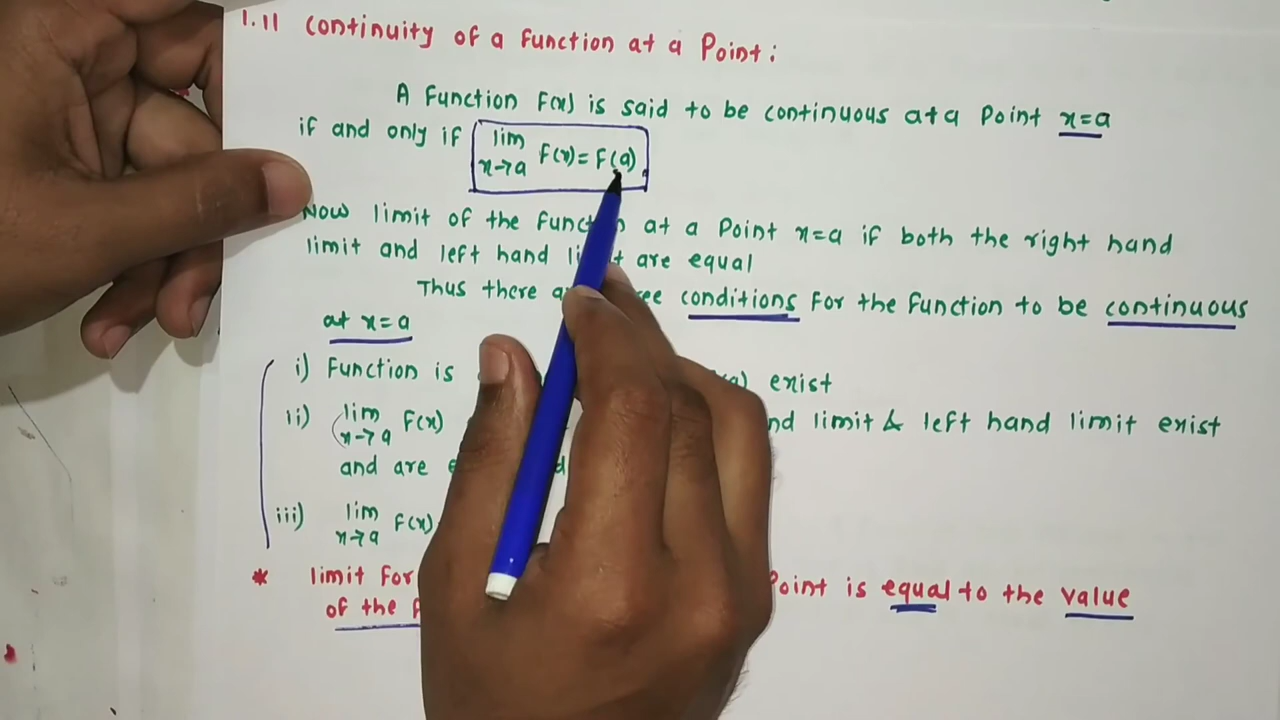 1.11 Continuity of a Function at a Point:
A Function F(x) is said to be continuous at a Point x=a
if and only if lim x→a F(x) = F(a).
Now limit of the Function at a Point x=a if both the right hand
limit and left hand limit are equal
Thus there conditions For the Function to be continuous
at x=a
i) Function is exist
ii) lim x→a F(x) limit & left hand limit exist
and are
iii) lim x→a F(x)
* limit For Point is equal to the value
of the